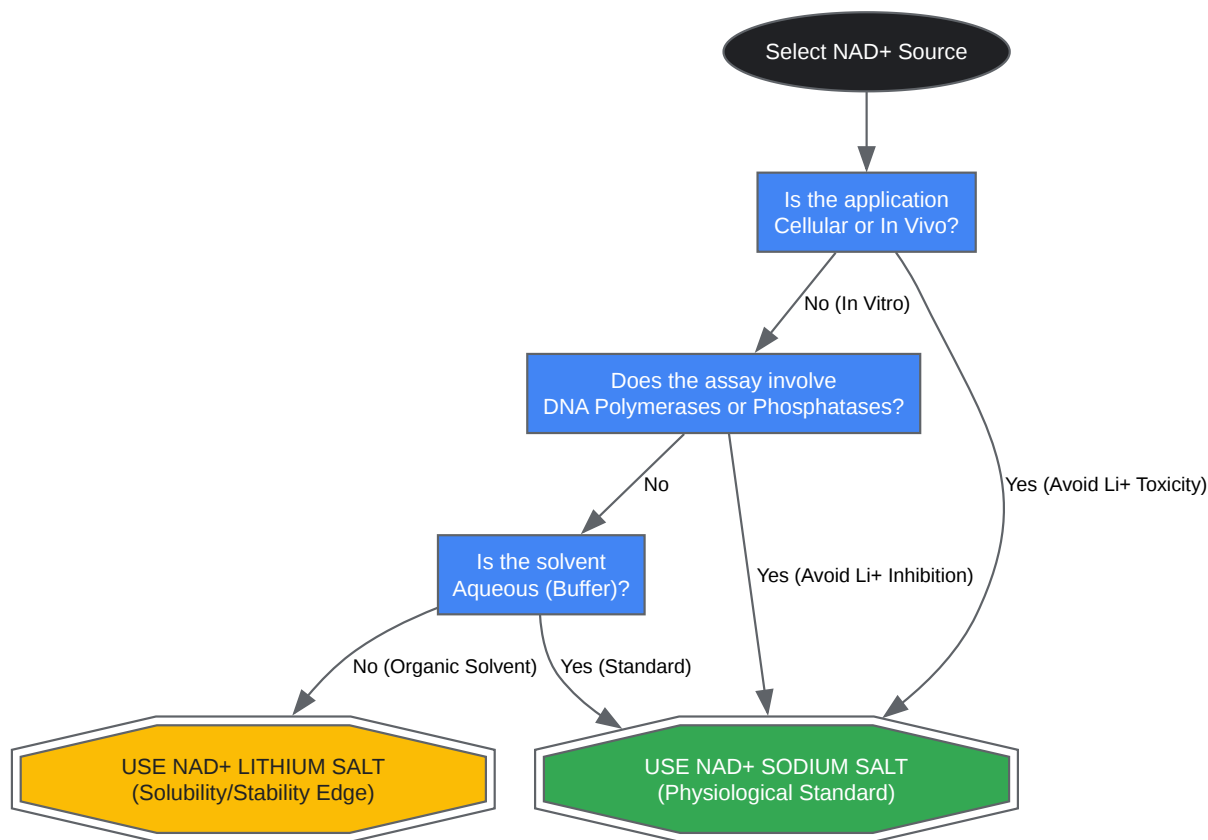 Select NAD+ Source
Is the application
Cellular or In Vivo?
No (In Vitro)
Does the assay involve
DNA Polymerases or Phosphatases?
No
Yes (Avoid Li+ Toxicity)
Is the solvent
Aqueous (Buffer)?
Yes (Avoid Li+ Inhibition)
No (Organic Solvent)
Yes (Standard)
USE NAD+ LITHIUM SALT
(Solubility/Stability Edge)
USE NAD+ SODIUM SALT
(Physiological Standard)